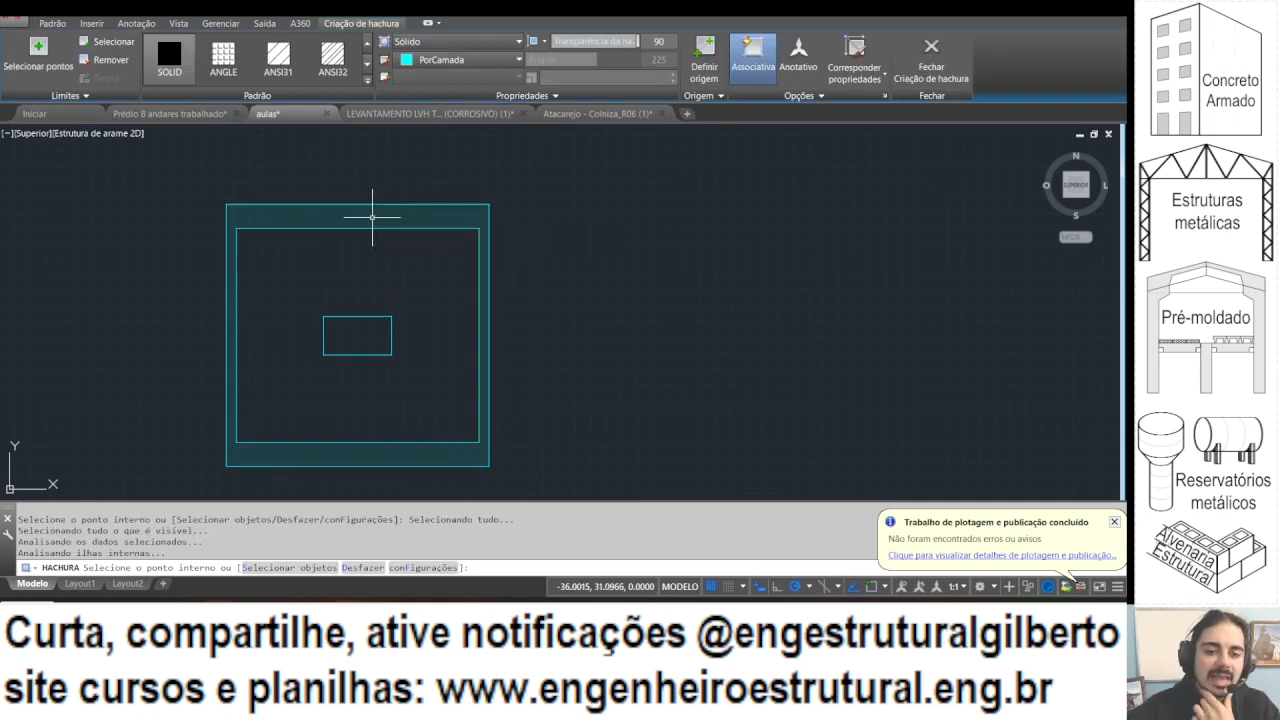 Padrão Inserir Anotação Vista Gerenciar Saída A360 Criação de hachura
Selecionar pontos
Selecionar
Remover
Recriar
Limites
SOLID
ANGLE
ANSI31
ANSI32
Padrão
Sólido
PorCamada
Transparência da ha... 90
Ângulo 225
Propriedades
Definir
origem
Origem
Associativa
Anotativo
Corresponder
propriedades
Opções
Fechar
Criação de hachura
Fechar
Iniciar
Prédio 8 andares trabalhado*
aulas*
LEVANTAMENTO LVH T... (CORROSIVO) (1)*
Atacarejo - Colniza_R06 (1)*
[−][Superior][Estrutura de arame 2D]
N
O SUPERIOR L
S
WCS
Y
X
Selecione o ponto interno ou [Selecionar objetos/Desfazer/conFigurações]: Selecionando tudo...
Selecionando tudo o que é visível...
Analisando os dados selecionados...
Analisando ilhas internas...
HACHURA Selecione o ponto interno ou [Selecionar objetos Desfazer conFigurações]:
Trabalho de plotagem e publicação concluído
Não foram encontrados erros ou avisos
Clique para visualizar detalhes de plotagem e publicação...
Modelo Layout1 Layout2 +
-36.0015, 31.0966, 0.0000 MODELO
1:1
Concreto
Armado
Estruturas
metálicas
Pré-moldado
Reservatórios
metálicos
Alvenaria
Estrutural
Curta, compartilhe, ative notificações @engestruturalgilberto
site cursos e planilhas: www.engenheiroestrutural.eng.br